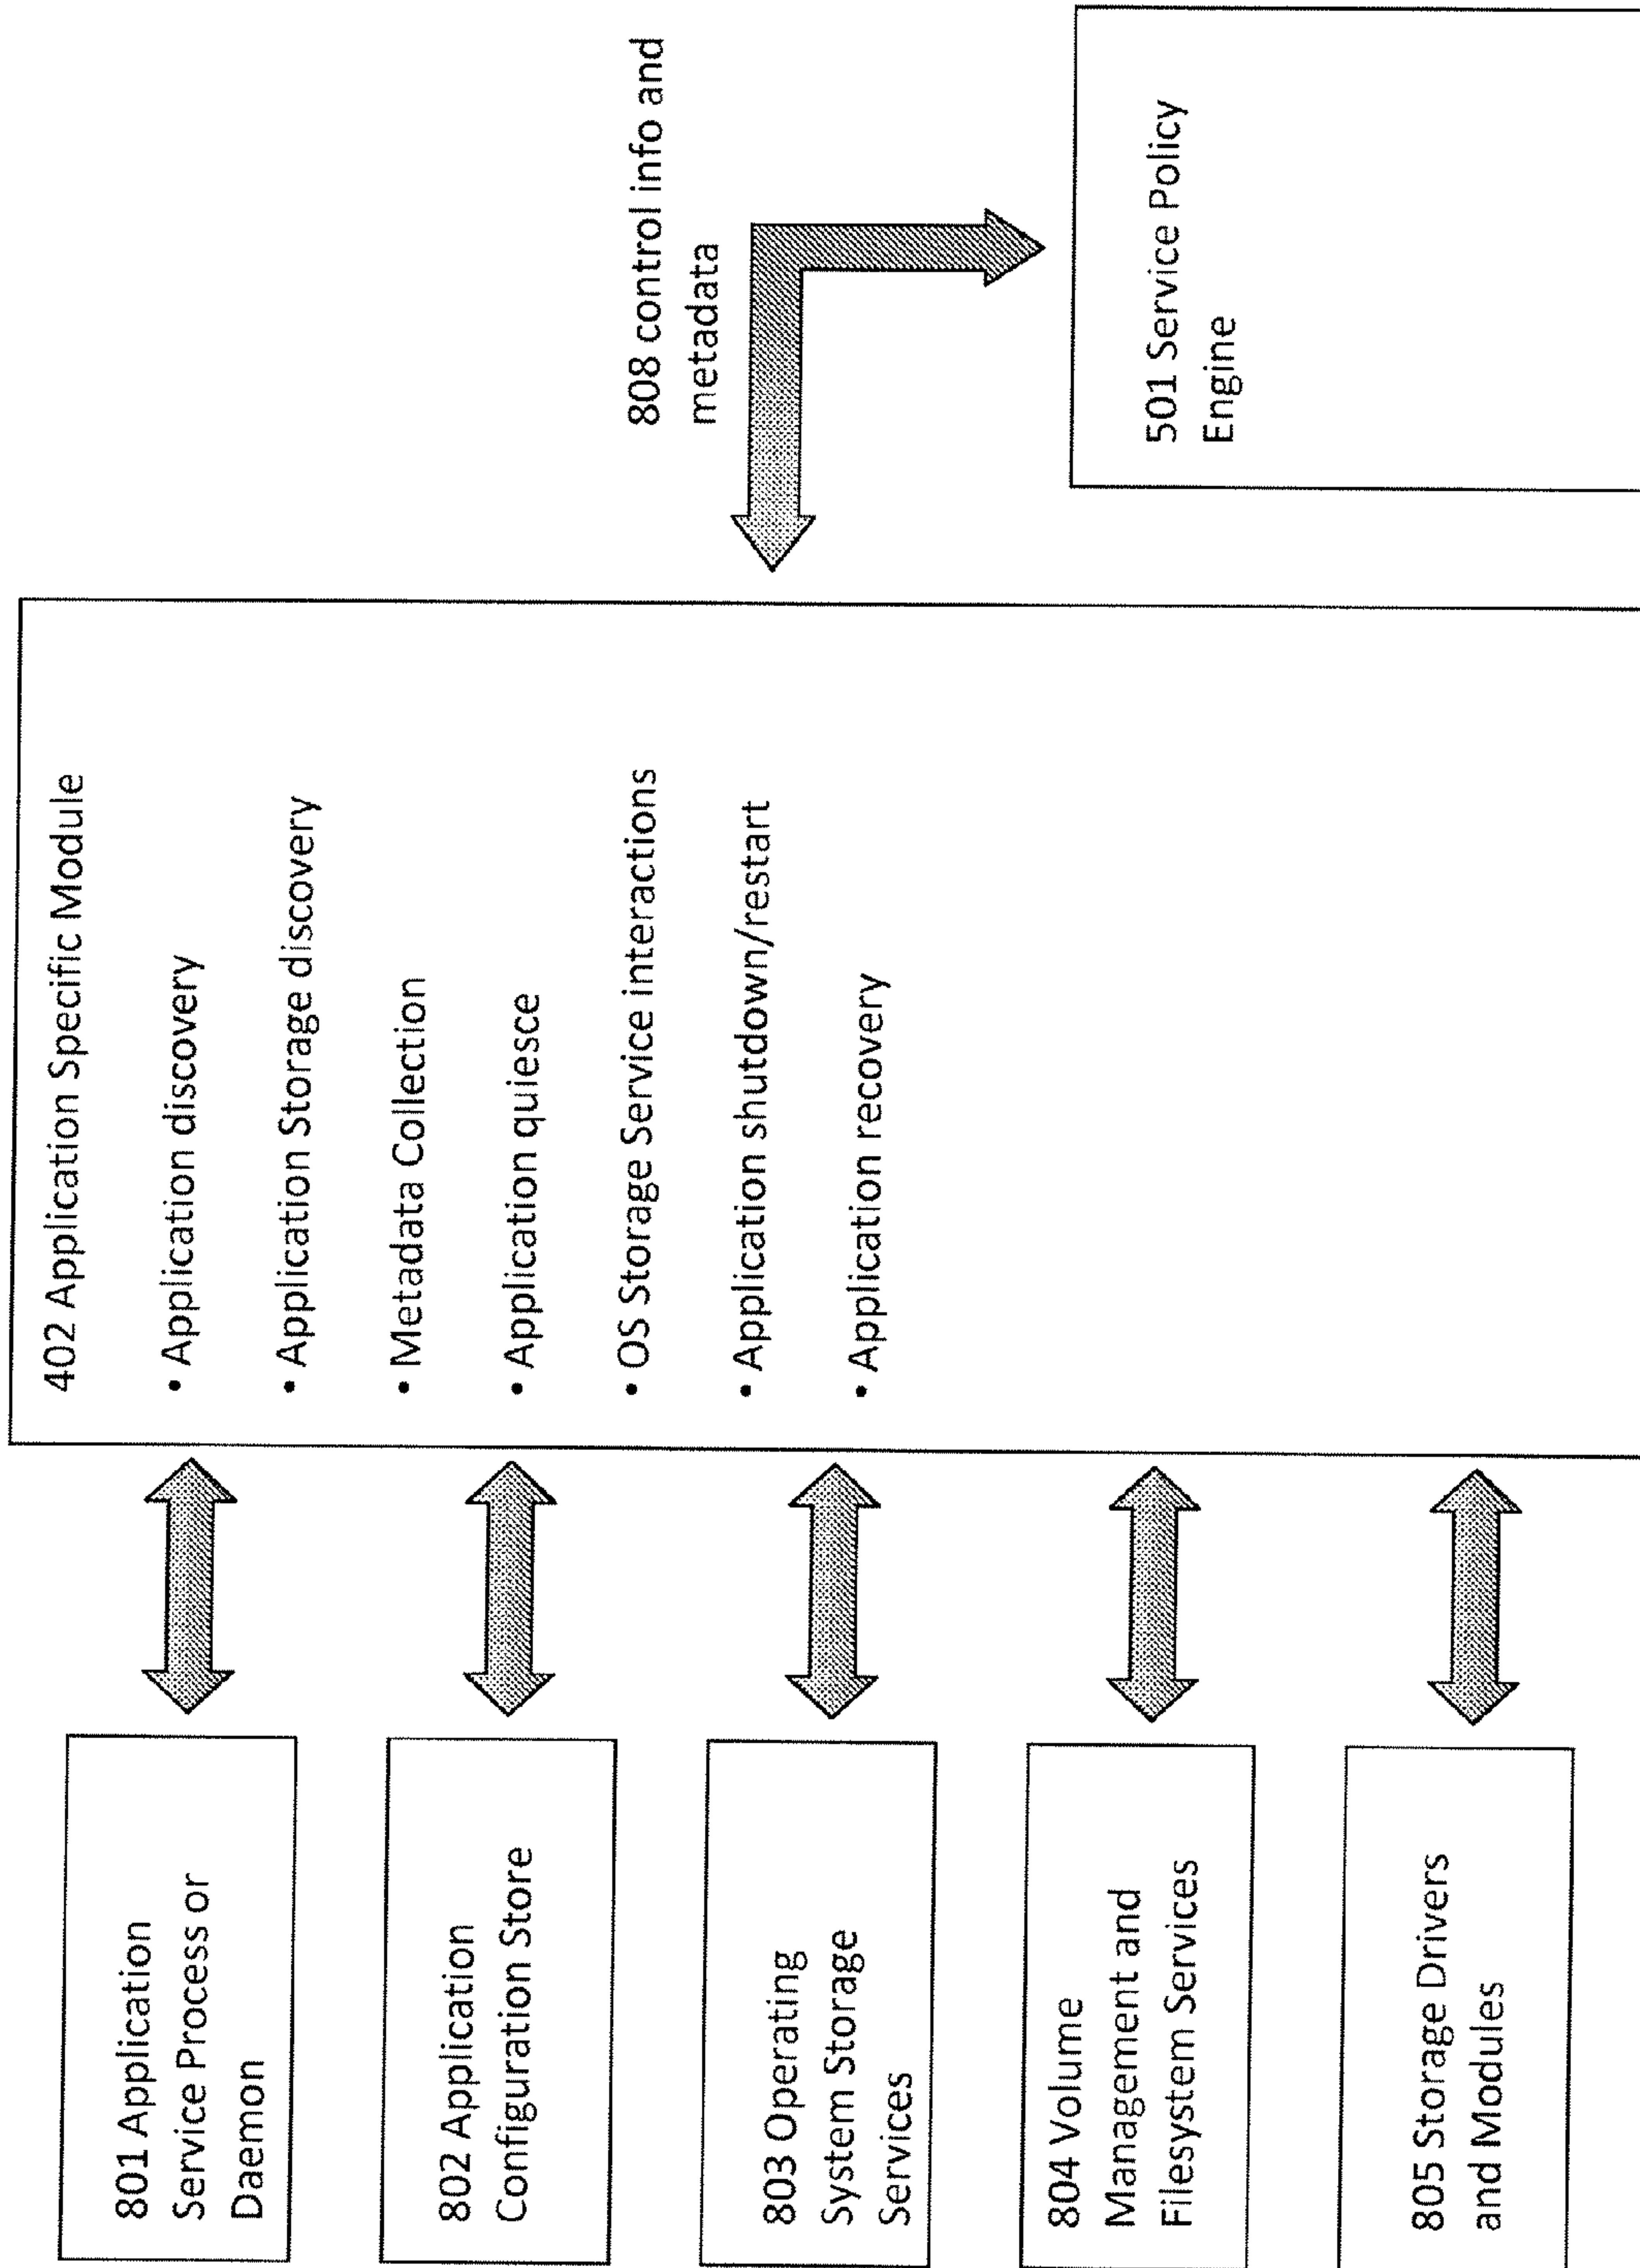 801 Application
Service Process or
Daemon
802 Application
Configuration Store
803 Operating
System Storage
Services
804 Volume
Management and
Filesystem Services
805 Storage Drivers
and Modules
402 Application Specific Module
• Application discovery
• Application Storage discovery
• Metadata Collection
• Application quiesce
• OS Storage Service interactions
• Application shutdown/restart
• Application recovery
808 control info and
metadata
501 Service Policy
Engine